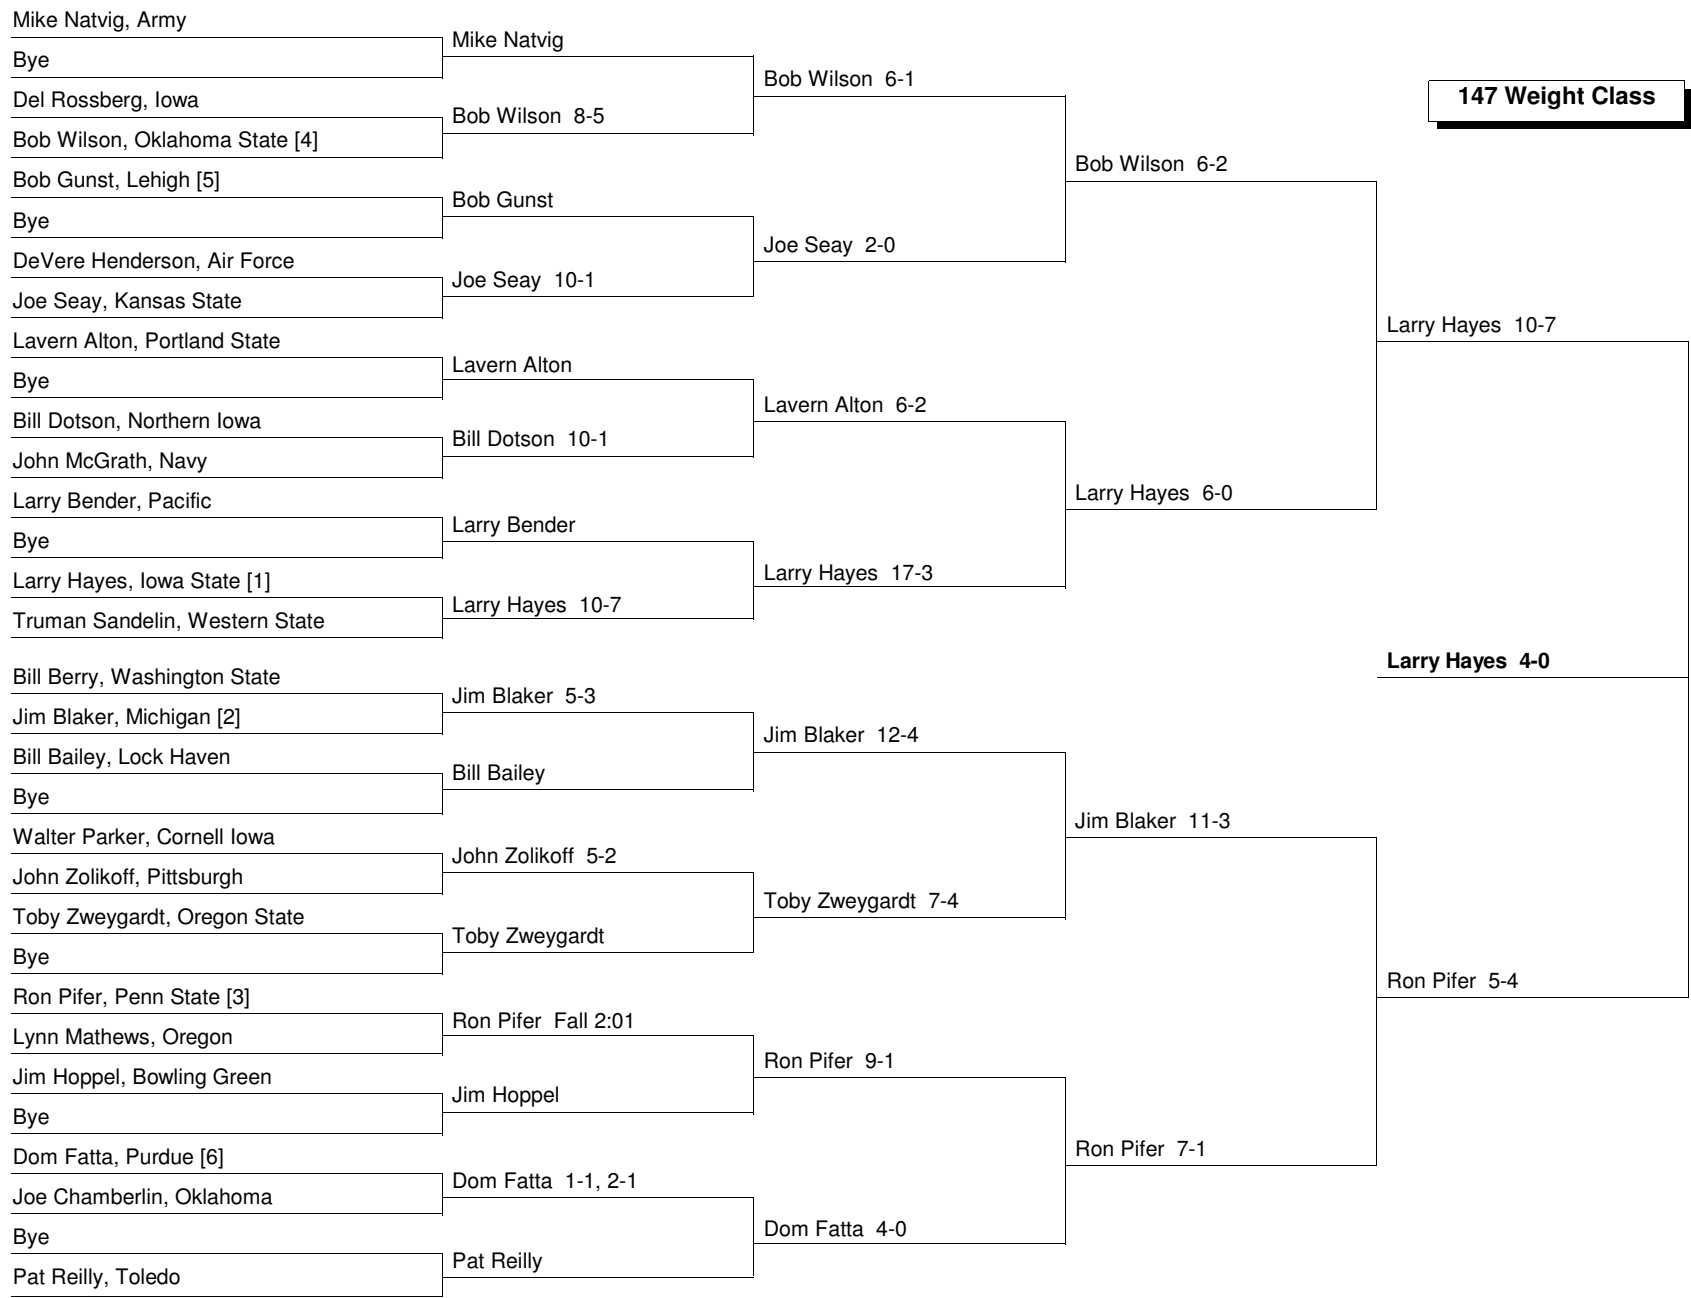 147 Weight Class
Mike Natvig, Army
Bye
Del Rossberg, Iowa
Bob Wilson, Oklahoma State [4]
Bob Gunst, Lehigh [5]
Bye
DeVere Henderson, Air Force
Joe Seay, Kansas State
Lavern Alton, Portland State
Bye
Bill Dotson, Northern Iowa
John McGrath, Navy
Larry Bender, Pacific
Bye
Larry Hayes, Iowa State [1]
Truman Sandelin, Western State
Bill Berry, Washington State
Jim Blaker, Michigan [2]
Bill Bailey, Lock Haven
Bye
Walter Parker, Cornell Iowa
John Zolikoff, Pittsburgh
Toby Zweygardt, Oregon State
Bye
Ron Pifer, Penn State [3]
Lynn Mathews, Oregon
Jim Hoppel, Bowling Green
Bye
Dom Fatta, Purdue [6]
Joe Chamberlin, Oklahoma
Bye
Pat Reilly, Toledo
Mike Natvig
Bob Wilson 8-5
Bob Gunst
Joe Seay 10-1
Lavern Alton
Bill Dotson 10-1
Larry Bender
Larry Hayes 10-7
Jim Blaker 5-3
Bill Bailey
John Zolikoff 5-2
Toby Zweygardt
Ron Pifer Fall 2:01
Jim Hoppel
Dom Fatta 1-1, 2-1
Pat Reilly
Bob Wilson 6-1
Joe Seay 2-0
Lavern Alton 6-2
Larry Hayes 17-3
Jim Blaker 12-4
Toby Zweygardt 7-4
Ron Pifer 9-1
Dom Fatta 4-0
Bob Wilson 6-2
Larry Hayes 6-0
Jim Blaker 11-3
Ron Pifer 7-1
Larry Hayes 10-7
Ron Pifer 5-4
Larry Hayes 4-0